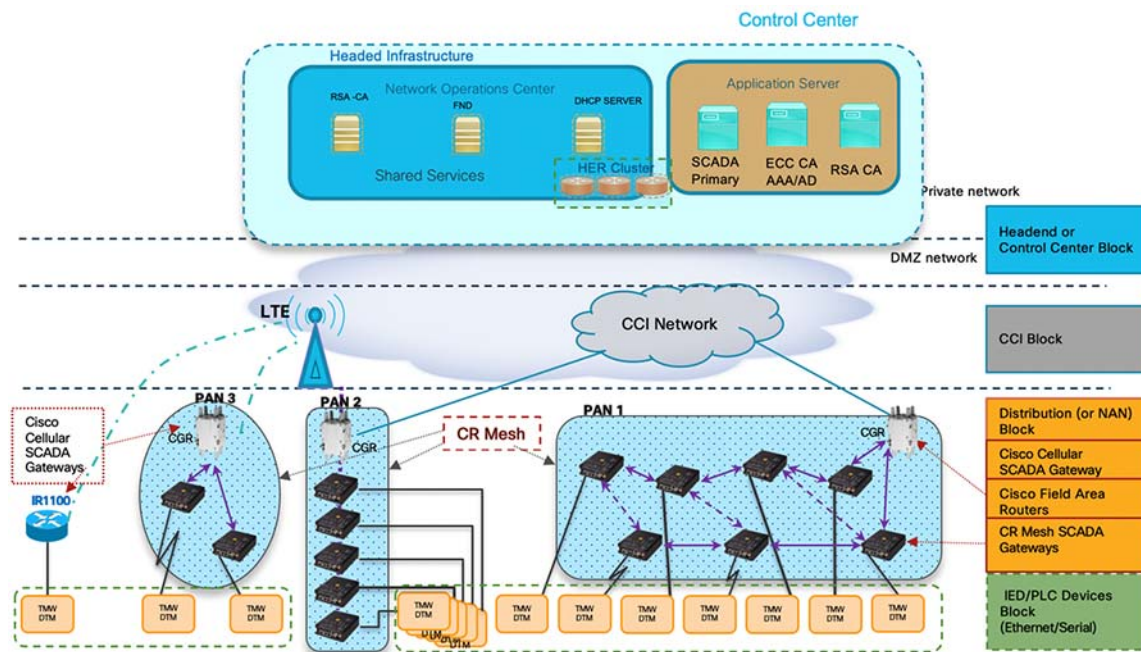 Control Center
Headed Infrastructure
Network Operations Center
RSA -CA
FND
DHCP SERVER
Shared Services
HER Cluster
Application Server
SCADA
Primary
ECC CA
AAA/AD
RSA CA
Private network
DMZ network
Headend or
Control Center Block
LTE
CCI Network
CCI Block
PAN 3
PAN 2
PAN 1
Cisco
Cellular
SCADA
Gateways
CGR
CGR
CR Mesh
CGR
IR1100
Distribution (or NAN)
Block
Cisco Cellular
SCADA Gateway
Cisco Field Area
Routers
CR Mesh SCADA
Gateways
IED/PLC Devices
Block
(Ethernet/Serial)
TMW
DTM
TMW
DTM
TMW
DTM
TMW
DTM
DTM
TMW
DTM
TMW
DTM
TMW
DTM
TMW
DTM
TMW
DTM
TMW
DTM
TMW
DTM